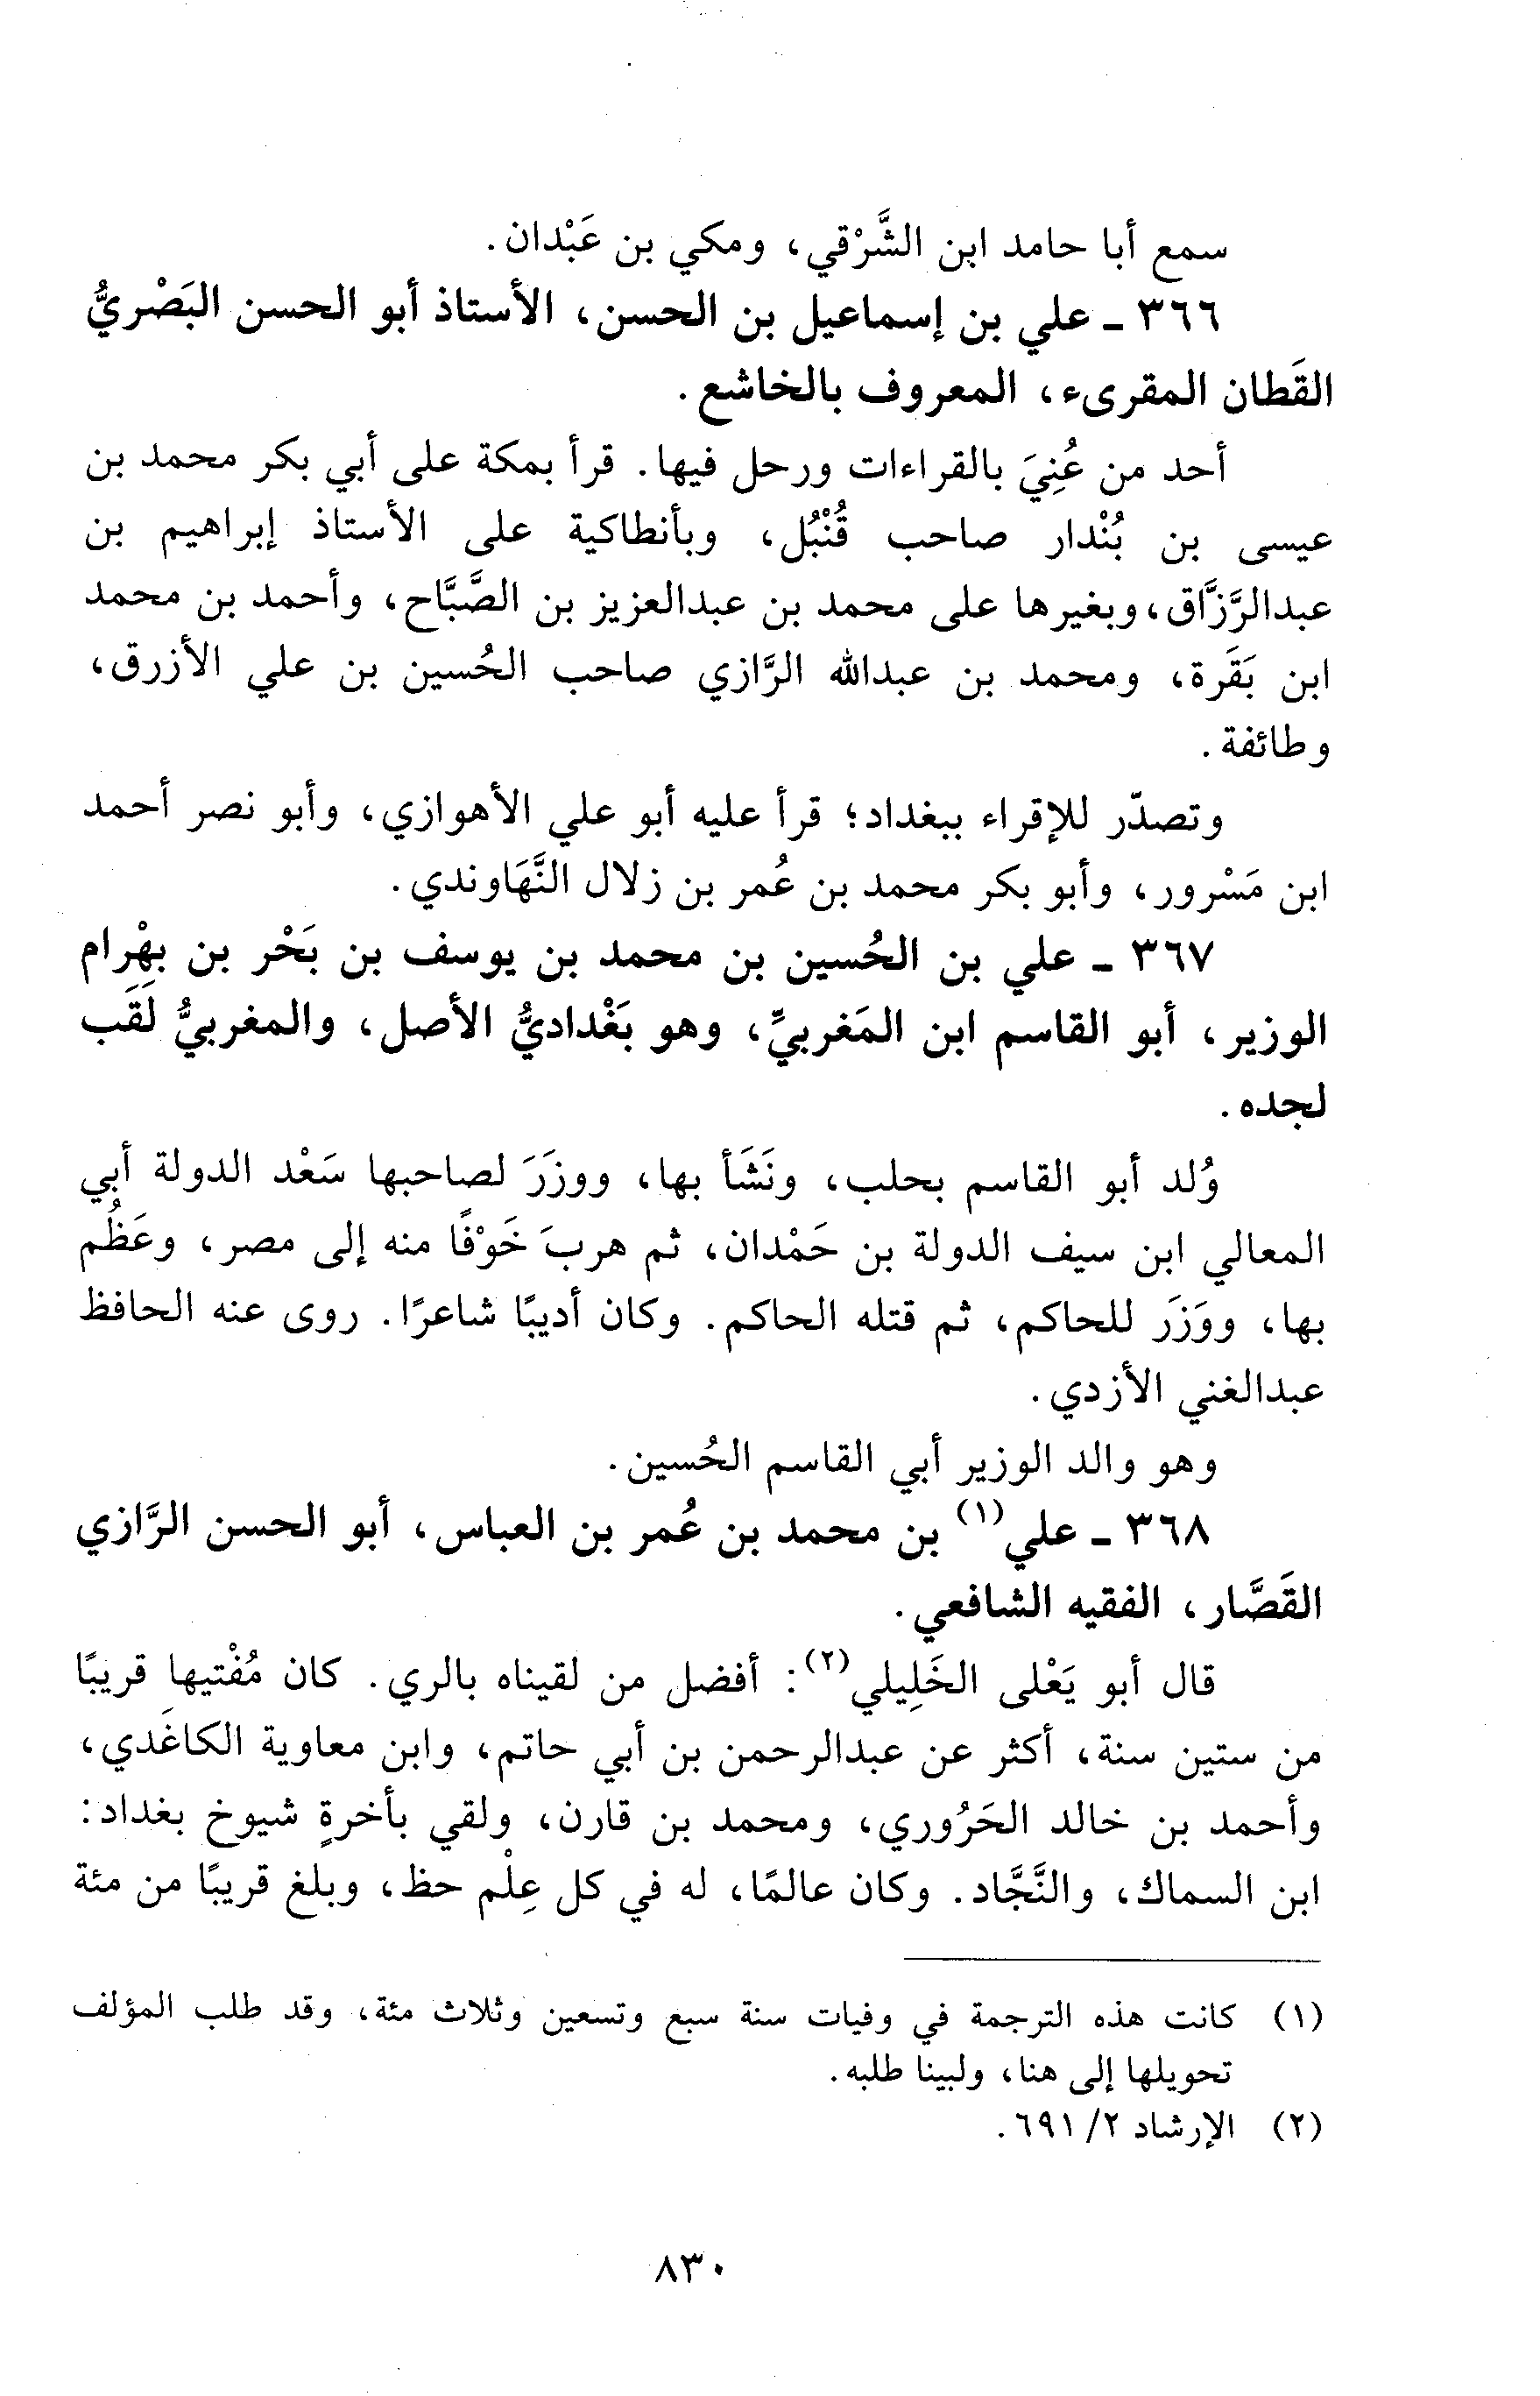 سمع أبا حامد ابن الشَّرْقي، ومكي بن عَبْدان.
٣٦٦ ـ علي بن إسماعيل بن الحسن، الأستاذ أبو الحسن البَصْريُّ
القَطان المقرىء، المعروف بالخاشع.
أحد من عُنِيَ بالقراءات ورحل فيها. قرأ بمكة على أبي بكر محمد بن
عيسى بن بُنْدار صاحب قُنْبُل، وبأنطاكية على الأستاذ إبراهيم بن
عبدالرَّزَّاق، وبغيرها على محمد بن عبدالعزيز بن الصَّبَّاح، وأحمد بن محمد
ابن بَقَرة، ومحمد بن عبدالله الرَّازي صاحب الحُسين بن علي الأزرق،
وطائفة.
وتصدّر للإقراء ببغداد؛ قرأ عليه أبو علي الأهوازي، وأبو نصر أحمد
ابن مَسْرور، وأبو بكر محمد بن عُمر بن زلال النَّهَاوندي.
٣٦٧ ـ علي بن الحُسين بن محمد بن يوسف بن بَحْر بن بهْرام
الوزير، أبو القاسم ابن المَغربيِّ، وهو بَغْداديُّ الأصل، والمغربيُّ لَقَب
لجده.
وُلد أبو القاسم بحلب، ونَشَأ بها، ووزَرَ لصاحبها سَعْد الدولة أبي
المعالي ابن سيف الدولة بن حَمْدان، ثم هربَ خَوْفًا منه إلى مصر، وعَظُم
بها، ووَزَرَ للحاكم، ثم قتله الحاكم. وكان أديبًا شاعرًا. روى عنه الحافظ
عبدالغني الأزدي.
وهو والد الوزير أبي القاسم الحُسين.
٣٦٨ ـ علي(١) بن محمد بن عُمر بن العباس، أبو الحسن الرَّازي
القَصَّار، الفقيه الشافعي.
قال أبو يَعْلى الخَلِيلي(٢): أفضل من لقيناه بالري. كان مُفْتيها قريبًا
من ستين سنة، أكثر عن عبدالرحمن بن أبي حاتم، وابن معاوية الكاغَدي،
وأحمد بن خالد الحَرُوري، ومحمد بن قارن، ولقي بأخرةٍ شيوخ بغداد:
ابن السماك، والنَّجَّاد. وكان عالمًا، له في كل عِلْم حظ، وبلغ قريبًا من مئة
(١) كانت هذه الترجمة في وفيات سنة سبع وتسعين وثلاث مئة، وقد طلب المؤلف
تحويلها إلى هنا، ولبينا طلبه.
(٢) الإرشاد ٢/ ٦٩١.
٨٣٠